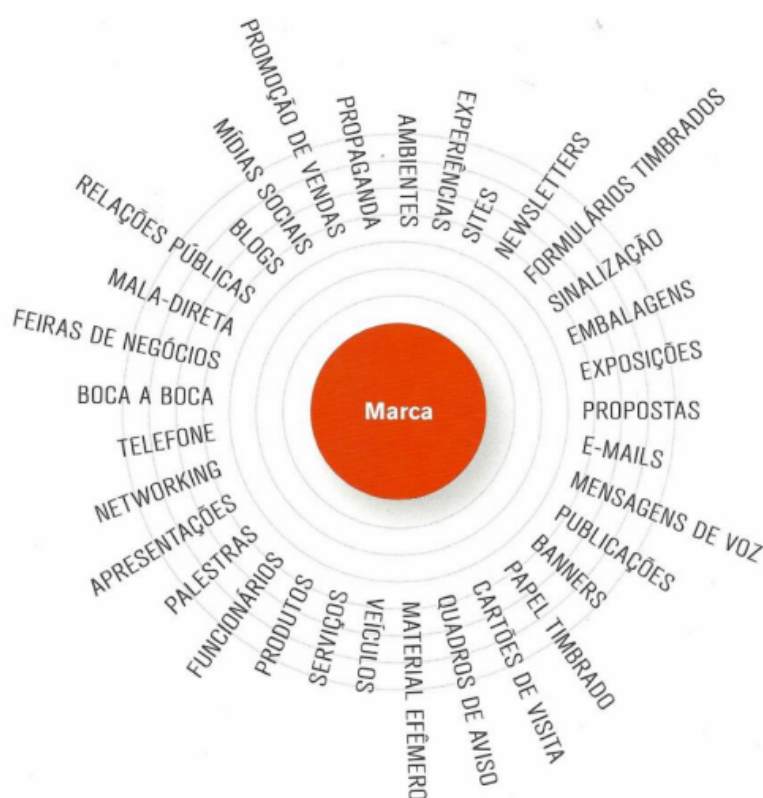 Marca
AMBIENTES
EXPERIÊNCIAS
SITES
NEWSLETTERS
FORMULÁRIOS TIMBRADOS
SINALIZAÇÃO
EMBALAGENS
EXPOSIÇÕES
PROPOSTAS
E-MAILS
MENSAGENS DE VOZ
PUBLICAÇÕES
BANNERS
PAPEL TIMBRADO
CARTÕES DE VISITA
QUADROS DE AVISO
MATERIAL EFÊMERO
VEÍCULOS
SERVIÇOS
PRODUTOS
FUNCIONÁRIOS
PALESTRAS
APRESENTAÇÕES
NETWORKING
TELEFONE
BOCA A BOCA
FEIRAS DE NEGÓCIOS
MALA-DIRETA
RELAÇÕES PÚBLICAS
BLOGS
MÍDIAS SOCIAIS
PROMOÇÃO DE VENDAS
PROPAGANDA